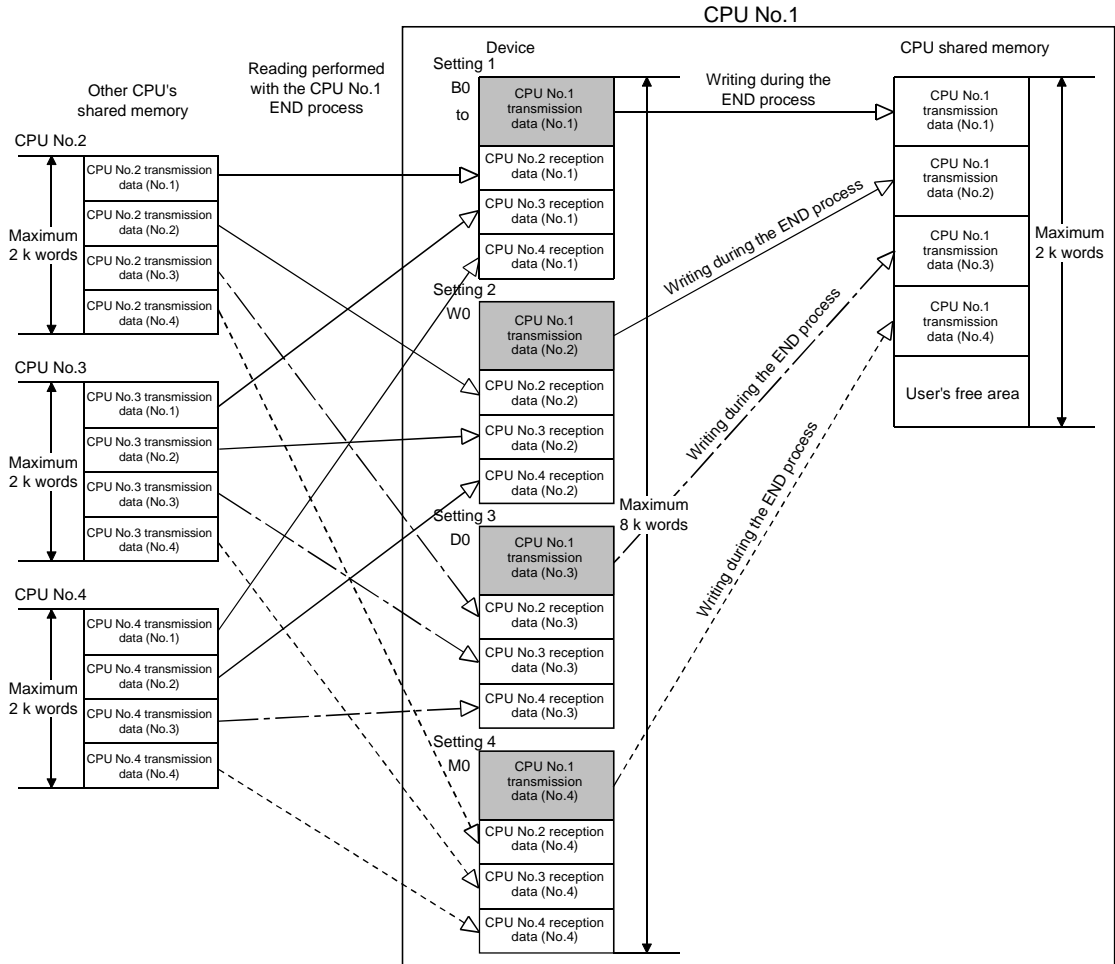 CPU No.1
Other CPU's
shared memory
Reading performed
with the CPU No.1
END process
CPU No.2
Maximum
2 k words
CPU No.2 transmission
data (No.1)
CPU No.2 transmission
data (No.2)
CPU No.2 transmission
data (No.3)
CPU No.2 transmission
data (No.4)
CPU No.3
Maximum
2 k words
CPU No.3 transmission
data (No.1)
CPU No.3 transmission
data (No.2)
CPU No.3 transmission
data (No.3)
CPU No.3 transmission
data (No.4)
CPU No.4
Maximum
2 k words
CPU No.4 transmission
data (No.1)
CPU No.4 transmission
data (No.2)
CPU No.4 transmission
data (No.3)
CPU No.4 transmission
data (No.4)
Device
Setting 1
B0
to
CPU No.1
transmission
data (No.1)
CPU No.2 reception
data (No.1)
CPU No.3 reception
data (No.1)
CPU No.4 reception
data (No.1)
Setting 2
W0
CPU No.1
transmission
data (No.2)
CPU No.2 reception
data (No.2)
CPU No.3 reception
data (No.2)
CPU No.4 reception
data (No.2)
Setting 3
D0
CPU No.1
transmission
data (No.3)
CPU No.2 reception
data (No.3)
CPU No.3 reception
data (No.3)
CPU No.4 reception
data (No.3)
Setting 4
M0
CPU No.1
transmission
data (No.4)
CPU No.2 reception
data (No.4)
CPU No.3 reception
data (No.4)
CPU No.4 reception
data (No.4)
Maximum
8 k words
Writing during the
END process
Writing during the END process
Writing during the END process
Writing during the END process
CPU shared memory
CPU No.1
transmission
data (No.1)
CPU No.1
transmission
data (No.2)
CPU No.1
transmission
data (No.3)
CPU No.1
transmission
data (No.4)
User's free area
Maximum
2 k words